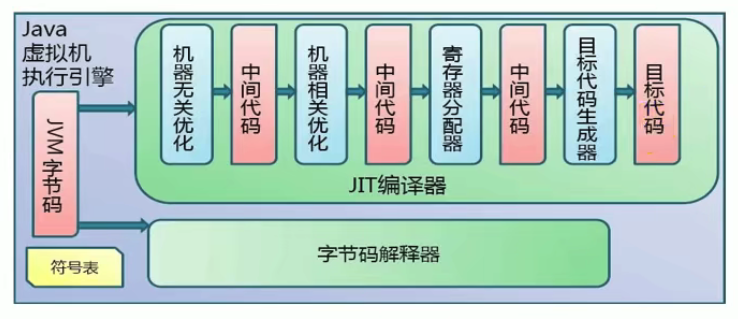 Java
虚拟机
执行引擎
JVM字节码
符号表
机器无关优化
中间代码
机器相关优化
中间代码
寄存器分配器
中间代码
目标代码生成器
目标代码
JIT编译器
字节码解释器